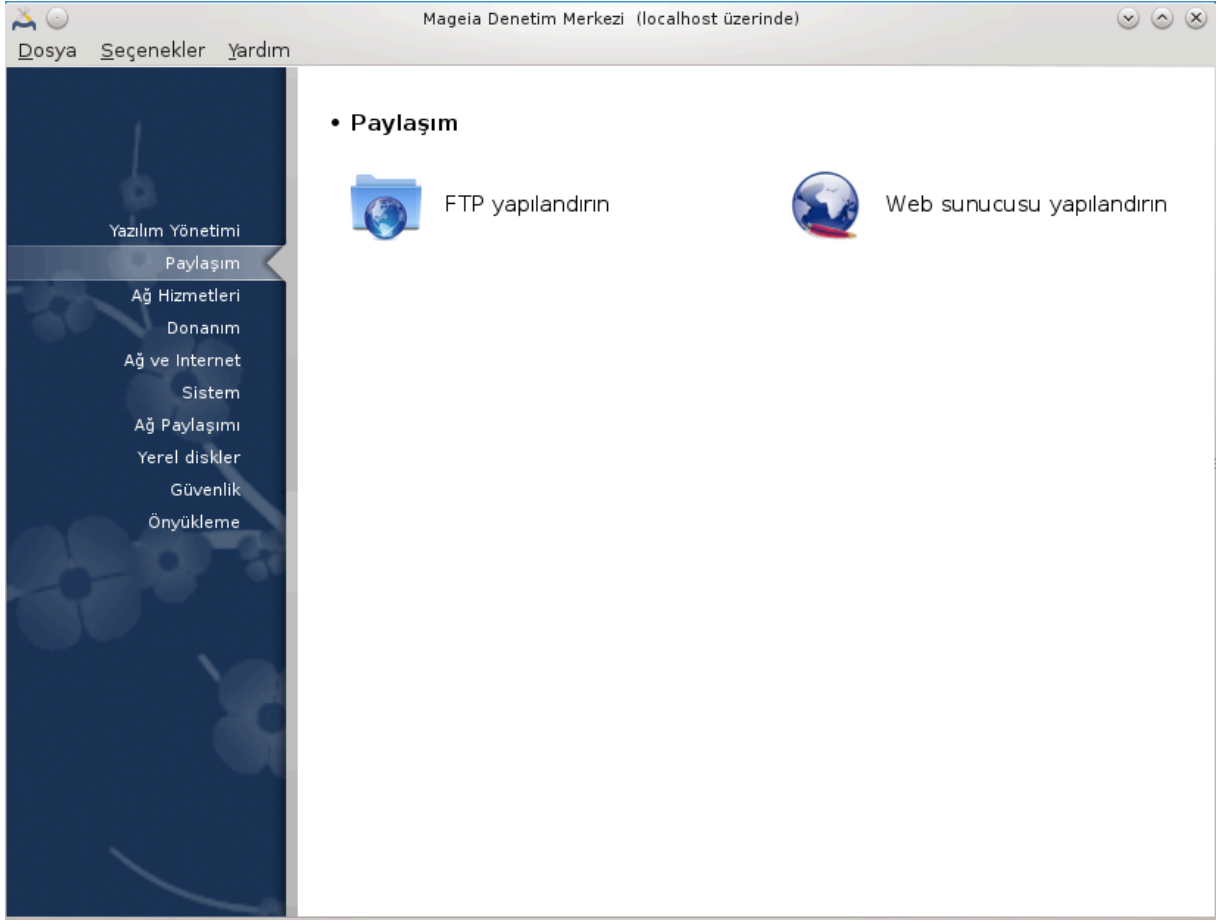 Mageia Denetim Merkezi (localhost üzerinde)
Dosya Seçenekler Yardım
Yazılım Yönetimi
Paylaşım
Ağ Hizmetleri
Donanım
Ağ ve Internet
Sistem
Ağ Paylaşımı
Yerel diskler
Güvenlik
Önyükleme
• Paylaşım
FTP yapılandırın
Web sunucusu yapılandırın